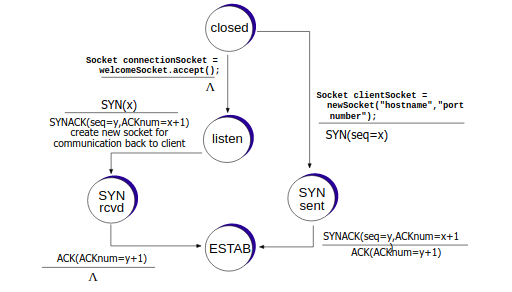 closed
Socket connectionSocket =
welcomeSocket.accept();
Λ
Socket clientSocket =
newSocket("hostname","port
number");
SYN(seq=x)
SYN(x)
SYNACK(seq=y,ACKnum=x+1)
create new socket for
communication back to client
listen
SYN
rcvd
SYN
sent
ESTAB
SYNACK(seq=y,ACKnum=x+1
)
ACK(ACKnum=y+1)
ACK(ACKnum=y+1)
Λ